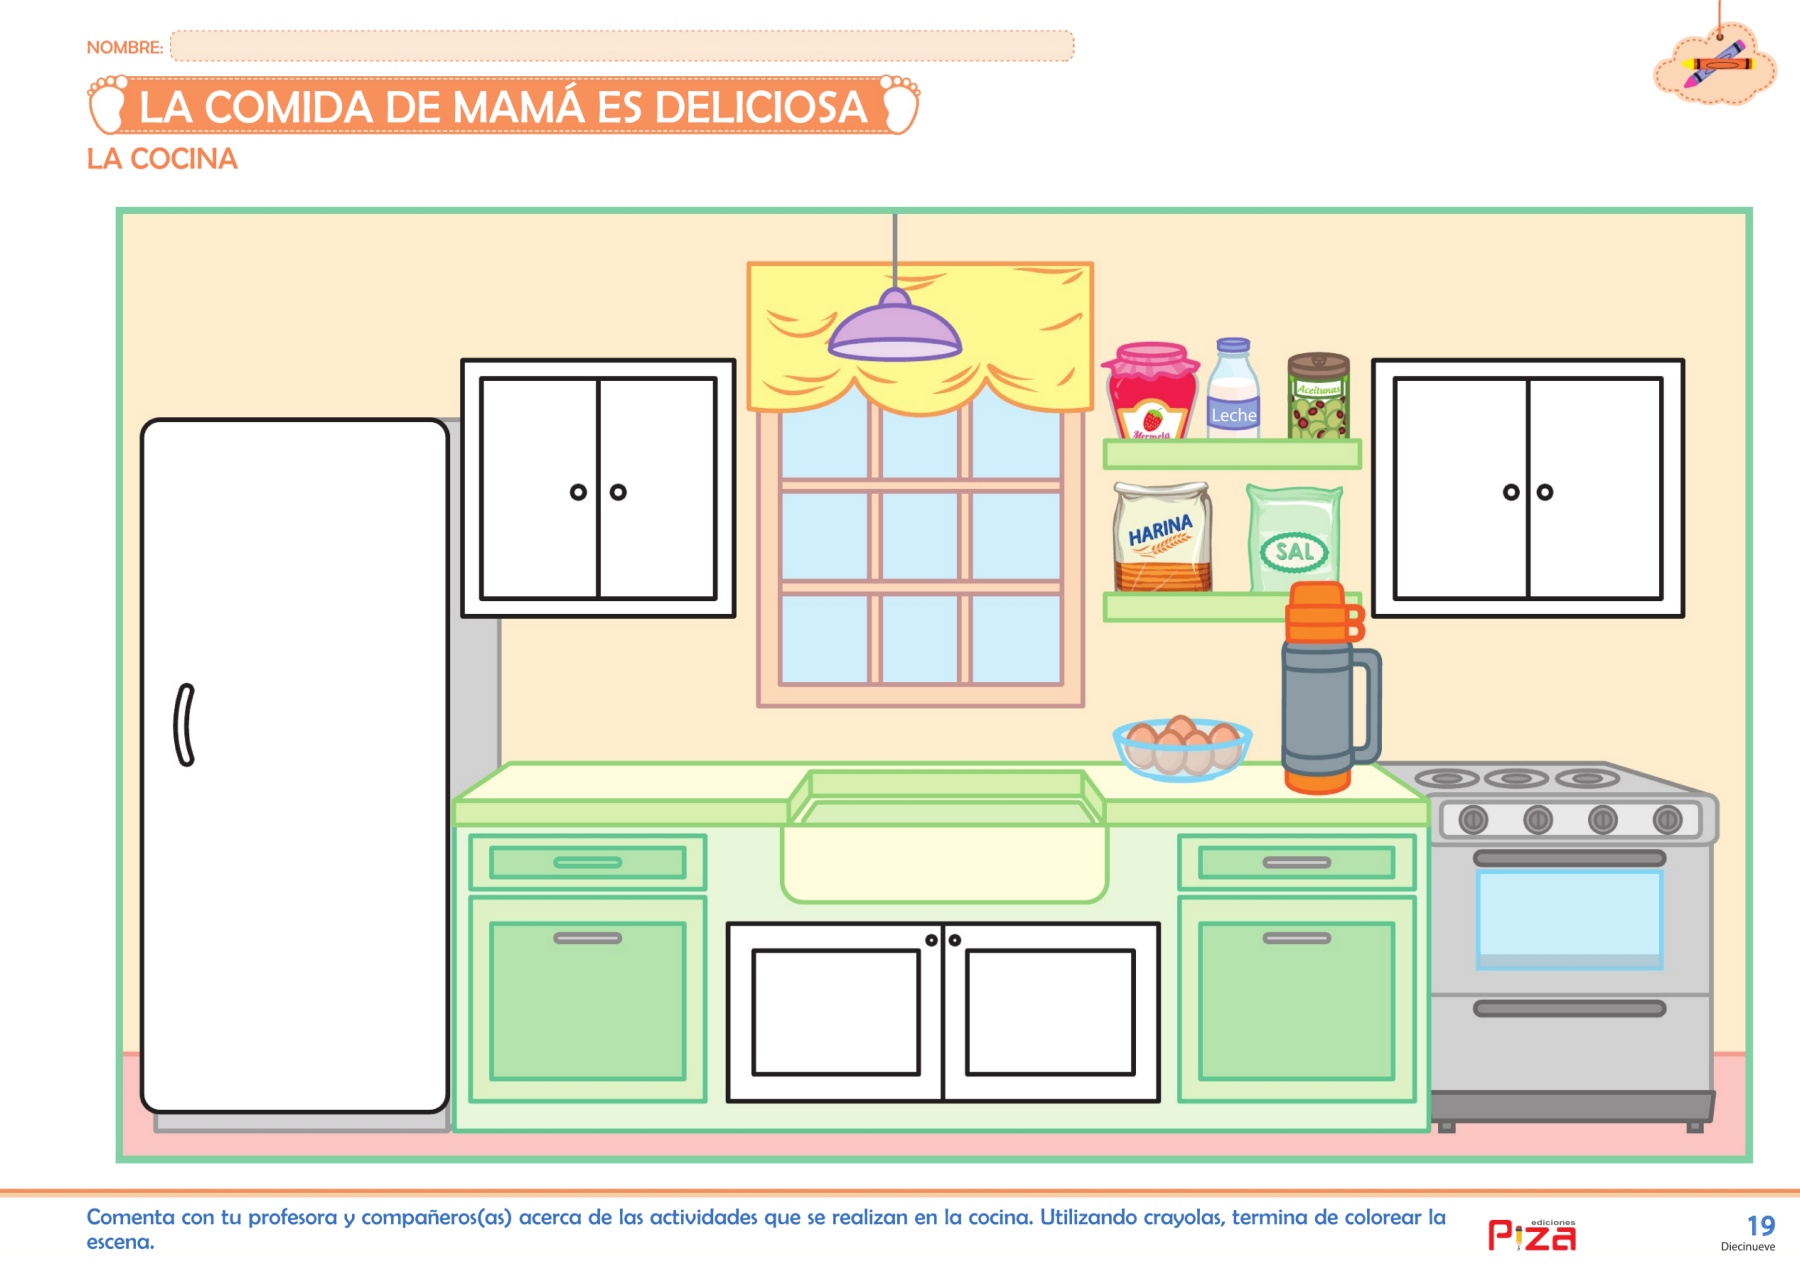 NOMBRE:
LA COMIDA DE MAMÁ ES DELICIOSA
LA COCINA
Leche
Aceitunas
Mermela
HARINA
SAL
Comenta con tu profesora y compañeros(as) acerca de las actividades que se realizan en la cocina. Utilizando crayolas, termina de colorear la
escena.
ediciones
Piza
19
Diecinueve